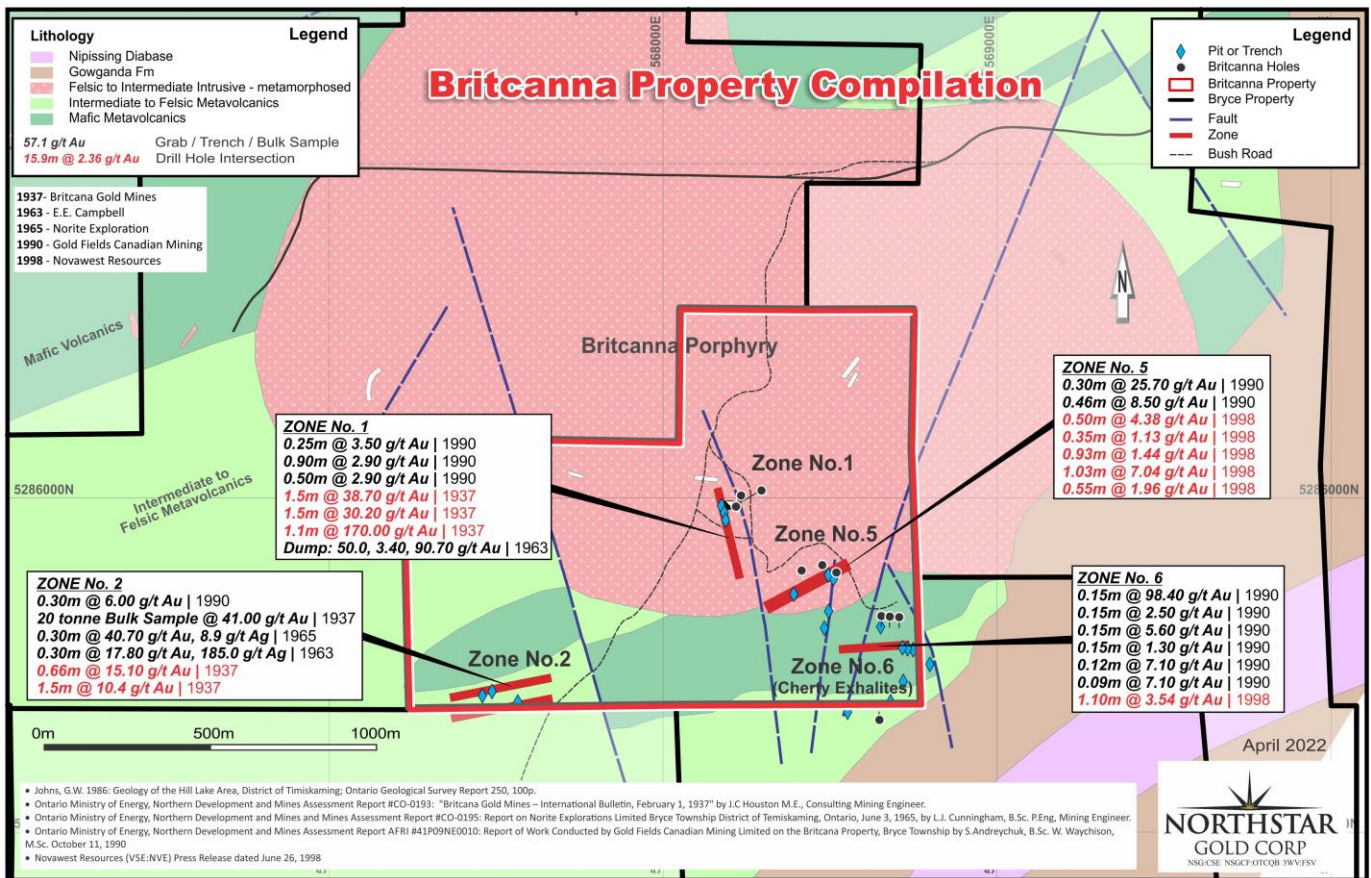 Britcanna Property Compilation
Lithology
Legend
Nipissing Diabase
Gowganda Fm
Felsic to Intermediate Intrusive - metamorphosed
Intermediate to Felsic Metavolcanics
Mafic Metavolcanics
57.1 g/t Au Grab / Trench / Bulk Sample
15.9m @ 2.36 g/t Au Drill Hole Intersection
1937- Britcana Gold Mines
1963 - E.E. Campbell
1965 - Norite Exploration
1990 - Gold Fields Canadian Mining
1998 - Novawest Resources
Legend
Pit or Trench
Britcanna Holes
Britcanna Property
Bryce Property
Fault
Zone
Bush Road
568000E
569000E
N
Mafic Volcanics
Britcanna Porphyry
Intermediate to
Felsic Metavolcanics
5286000N
5286000N
ZONE No. 1
0.25m @ 3.50 g/t Au | 1990
0.90m @ 2.90 g/t Au | 1990
0.50m @ 2.90 g/t Au | 1990
1.5m @ 38.70 g/t Au | 1937
1.5m @ 30.20 g/t Au | 1937
1.1m @ 170.00 g/t Au | 1937
Dump: 50.0, 3.40, 90.70 g/t Au | 1963
ZONE No. 5
0.30m @ 25.70 g/t Au | 1990
0.46m @ 8.50 g/t Au | 1990
0.50m @ 4.38 g/t Au | 1998
0.35m @ 1.13 g/t Au | 1998
0.93m @ 1.44 g/t Au | 1998
1.03m @ 7.04 g/t Au | 1998
0.55m @ 1.96 g/t Au | 1998
Zone No.1
Zone No.5
ZONE No. 2
0.30m @ 6.00 g/t Au | 1990
20 tonne Bulk Sample @ 41.00 g/t Au | 1937
0.30m @ 40.70 g/t Au, 8.9 g/t Ag | 1965
0.30m @ 17.80 g/t Au, 185.0 g/t Ag | 1963
0.66m @ 15.10 g/t Au | 1937
1.5m @ 10.4 g/t Au | 1937
ZONE No. 6
0.15m @ 98.40 g/t Au | 1990
0.15m @ 2.50 g/t Au | 1990
0.15m @ 5.60 g/t Au | 1990
0.15m @ 1.30 g/t Au | 1990
0.12m @ 7.10 g/t Au | 1990
0.09m @ 7.10 g/t Au | 1990
1.10m @ 3.54 g/t Au | 1998
Zone No.2
Zone No.6
(Cherty Exhalites)
0m 500m 1000m
April 2022
• Johns, G.W. 1986: Geology of the Hill Lake Area, District of Timiskaming; Ontario Geological Survey Report 250, 100p.
• Ontario Ministry of Energy, Northern Development and Mines Assessment Report #CO-0193: "Britcana Gold Mines – International Bulletin, February 1, 1937" by J.C Houston M.E., Consulting Mining Engineer.
• Ontario Ministry of Energy, Northern Development and Mines and Mines Assessment Report #CO-0195: Report on Norite Explorations Limited Bryce Township District of Temiskaming, Ontario, June 3, 1965, by L.J. Cunningham, B.Sc. P.Eng, Mining Engineer.
• Ontario Ministry of Energy, Northern Development and Mines Assessment Report AFRI #41P09NE0010: Report of Work Conducted by Gold Fields Canadian Mining Limited on the Britcana Property, Bryce Township by S.Andreychuk, B.Sc. W. Waychison,
M.Sc. October 11, 1990
• Novawest Resources (VSE:NVE) Press Release dated June 26, 1998
NORTHSTAR
GOLD CORP
NSG:CSE NSGCF:OTCQB 3WV:FSV